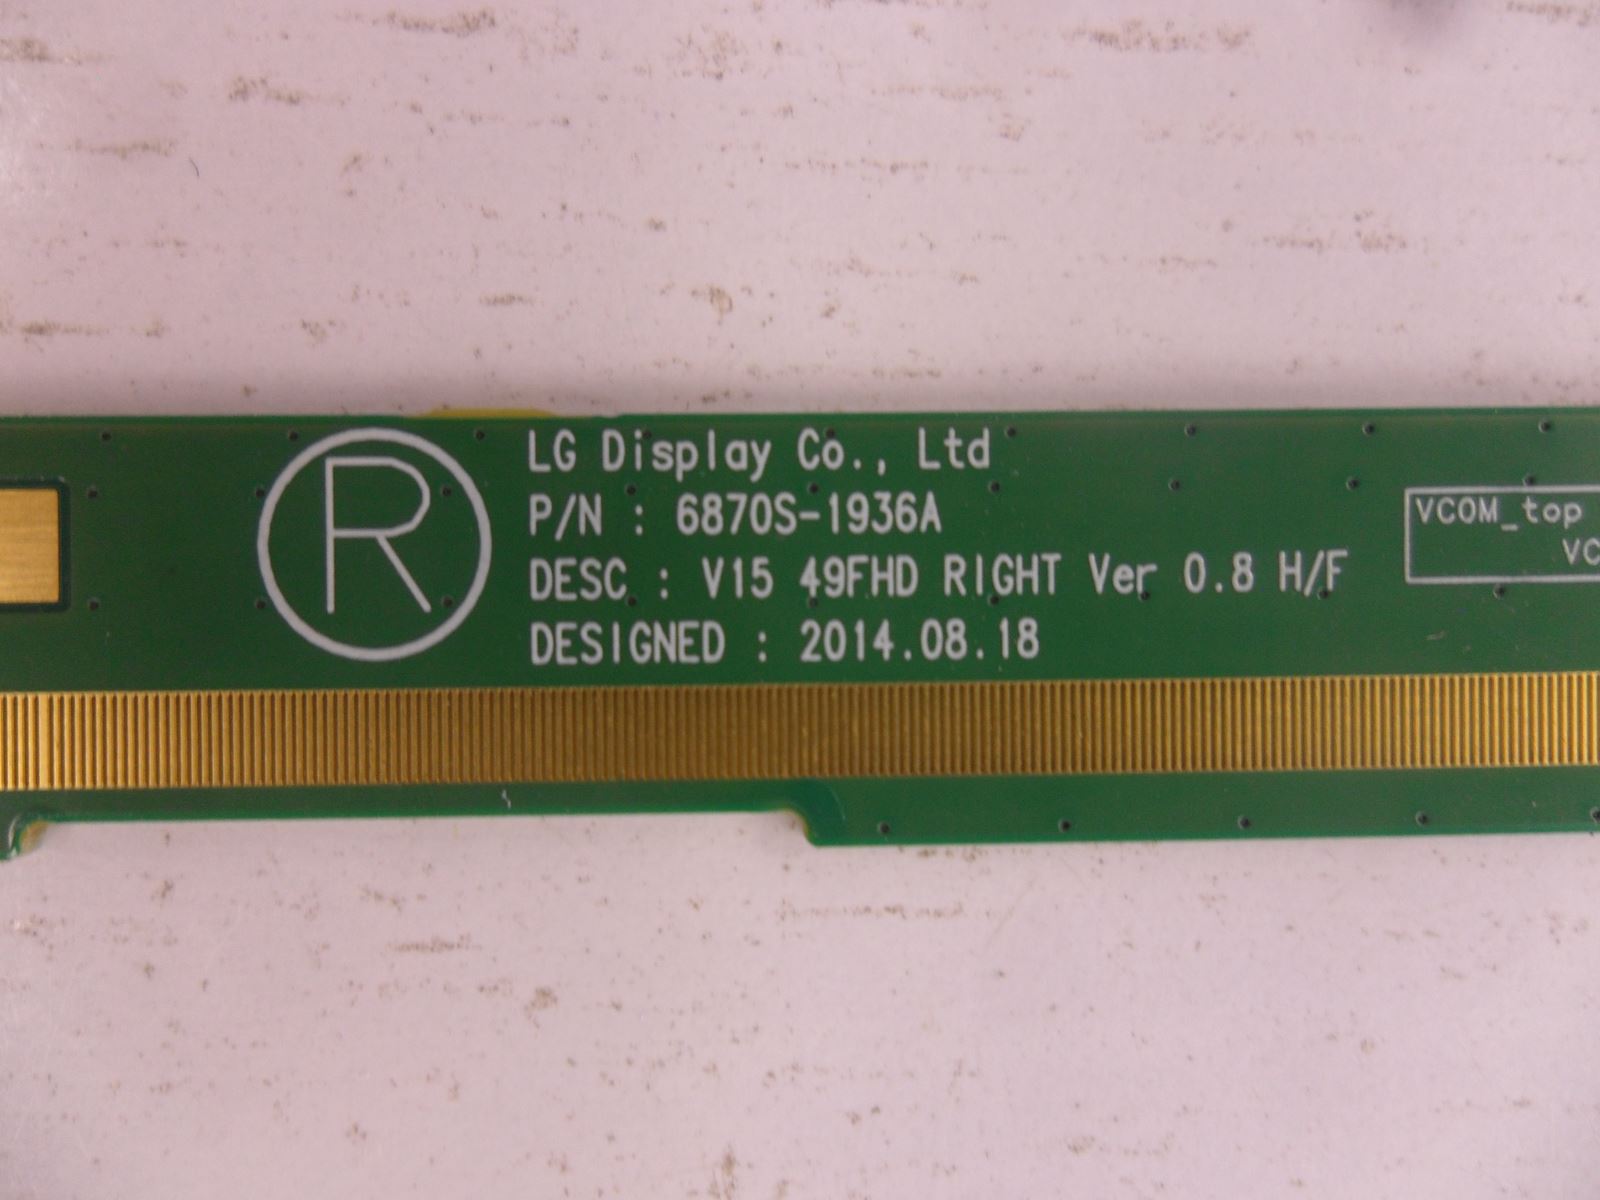 R
LG Display Co., Ltd
P/N : 6870S-1936A
DESC : V15 49FHD RIGHT Ver 0.8 H/F
DESIGNED : 2014.08.18
VCOM_top